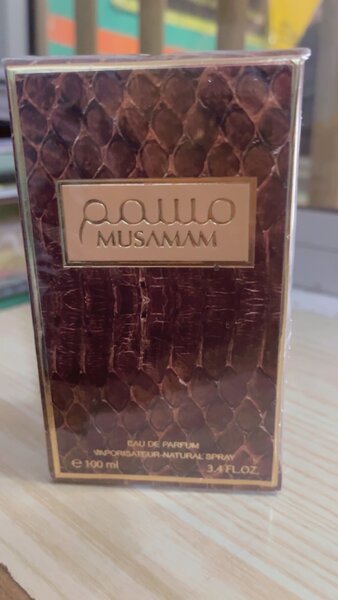 مسمم
MUSAMAM
EAU DE PARFUM
VAPORISATEUR-NATURAL SPRAY
℮ 100 ml 3.4 FL.OZ.